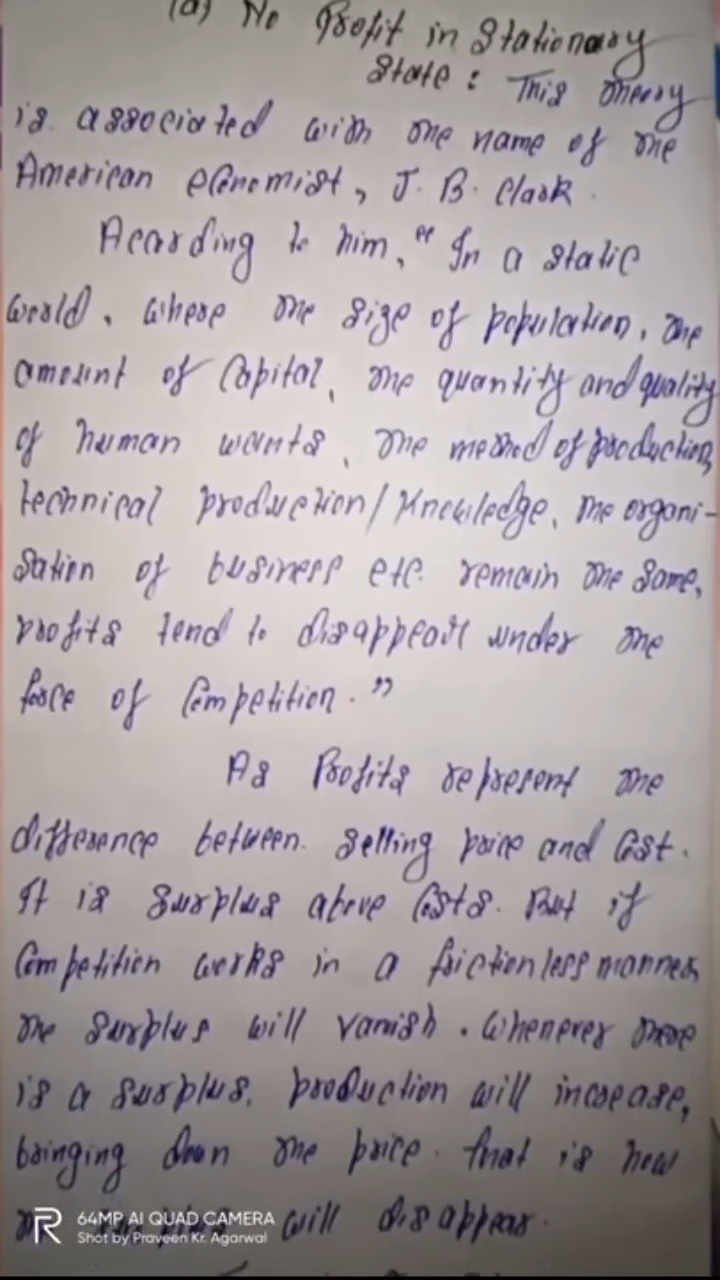 (a) No Profit in Stationary
State : This theory
is associated with the name of the
American economist, J. B. Clark.
Acarding to him, " In a static
world, where the size of population, the
amount of Capital, the quantity and quality
of human wants, the method of production,
technical production/Knowledge, the organi-
sation of business etc. remain the same,
profits tend to disappear under the
force of Competition. "
As Profits represent the
difference between selling price and Cost.
It is surplus above Costs. But if
Competition works in a frictionless manner,
the surplus will vanish. Whenever there
is a surplus, production will increase,
bringing down the price. that is how
will disappear.
64MP AI QUAD CAMERA
Shot by Praveen Kr. Agarwal